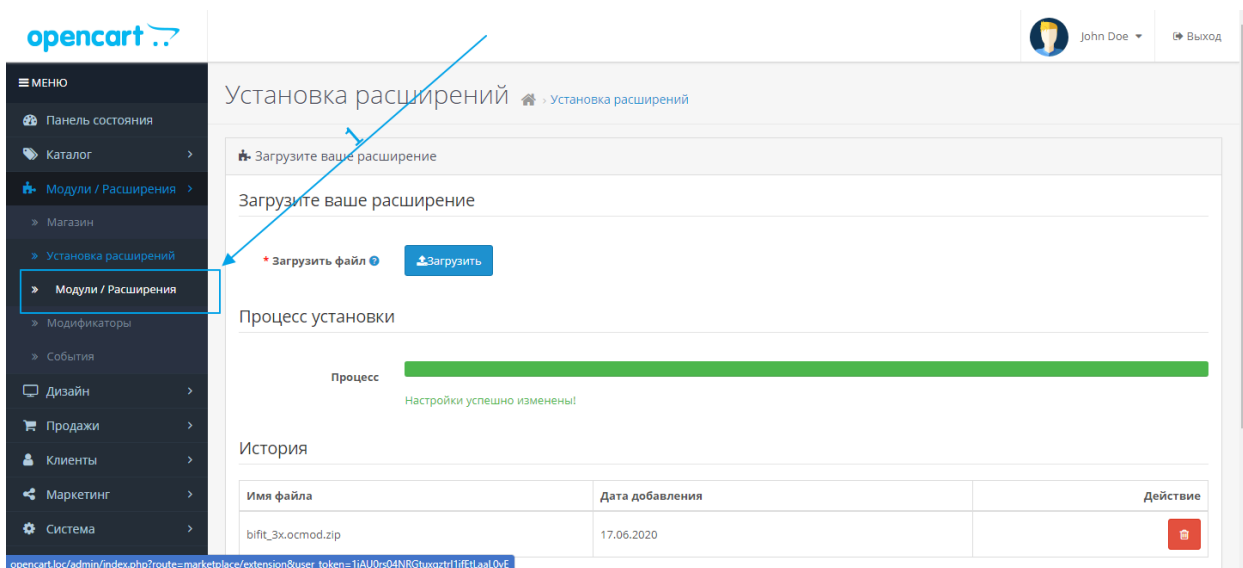 opencart
John Doe
Выход
МЕНЮ
Панель состояния
Каталог
Модули / Расширения
Магазин
Установка расширений
Модули / Расширения
Модификаторы
События
Дизайн
Продажи
Клиенты
Маркетинг
Система
Установка расширений
Установка расширений
Загрузите ваше расширение
Загрузите ваше расширение
* Загрузить файл
Загрузить
1
Процесс установки
Процесс
Настройки успешно изменены!
История
Имя файла Дата добавления Действие
bifit_3x.ocmod.zip 17.06.2020